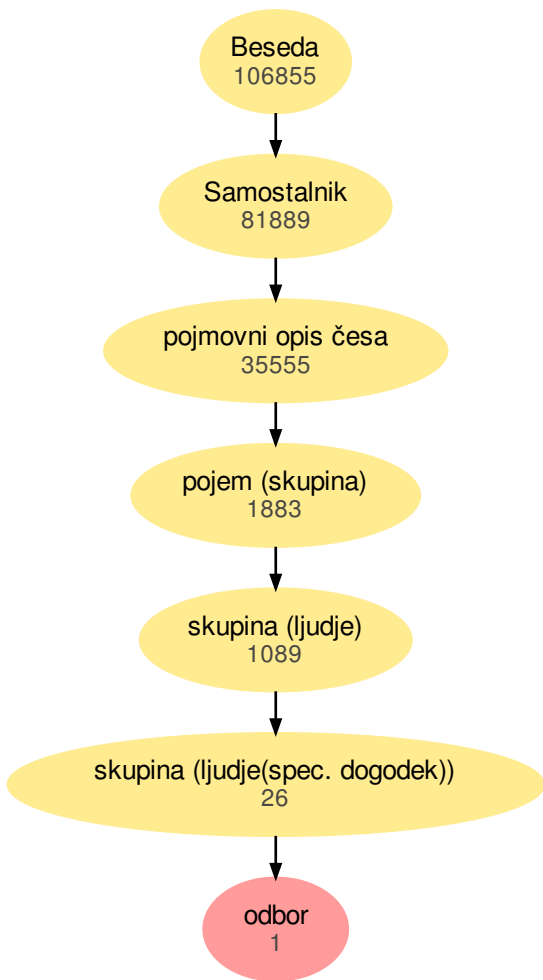 Beseda
106855
Samostalnik
81889
pojmovni opis česa
35555
pojem (skupina)
1883
skupina (ljudje)
1089
skupina (ljudje(spec. dogodek))
26
odbor
1